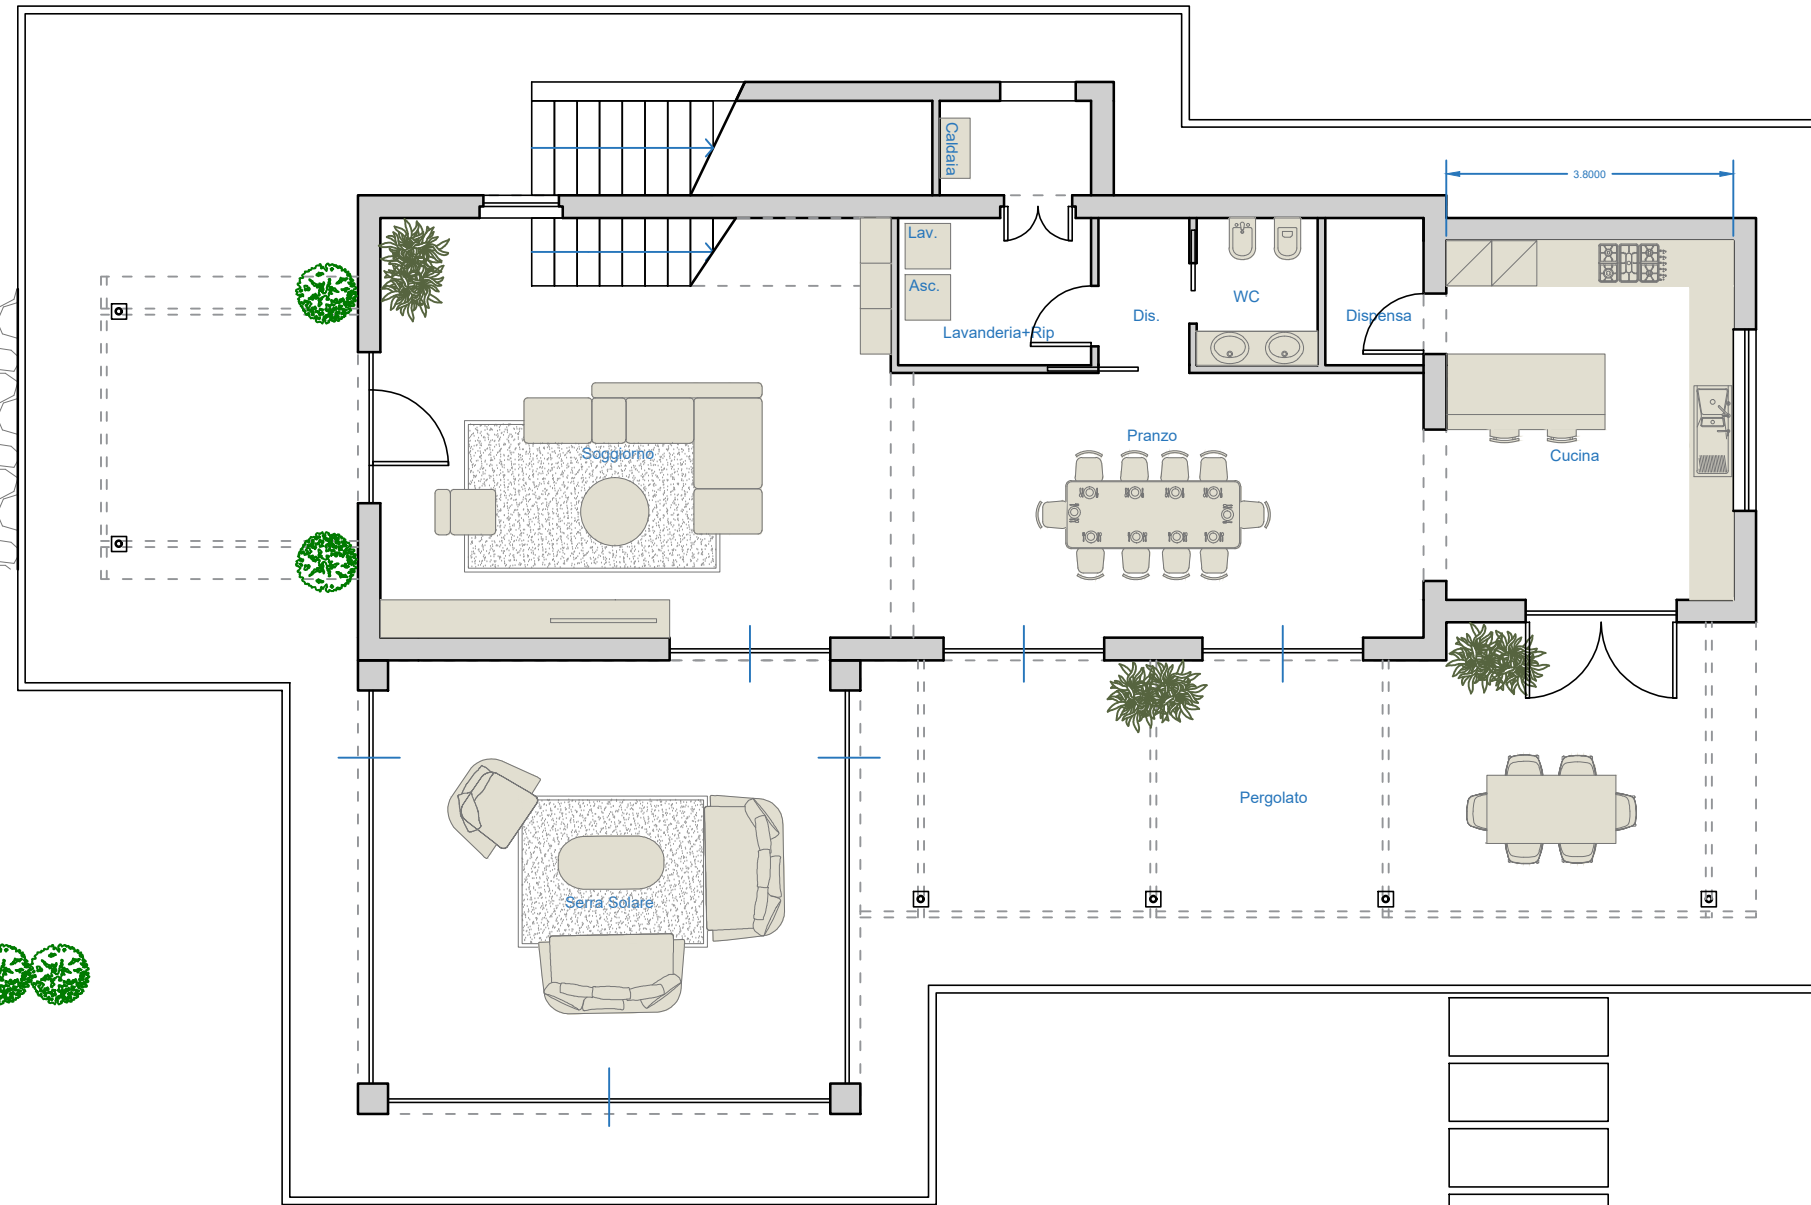 Caldaia
3.8000
Lav.
Asc.
Lavanderia+Rip
Dis.
WC
Dispensa
Soggiorno
Pranzo
Cucina
Pergolato
Serra Solare